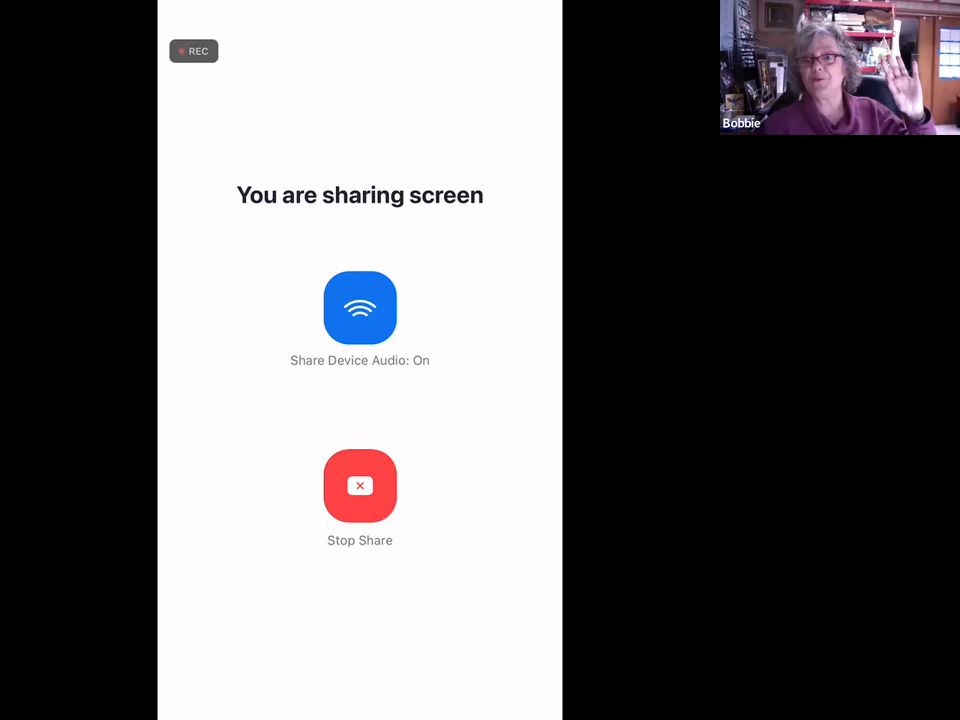 REC
You are sharing screen
Share Device Audio: On
Stop Share
Bobbie